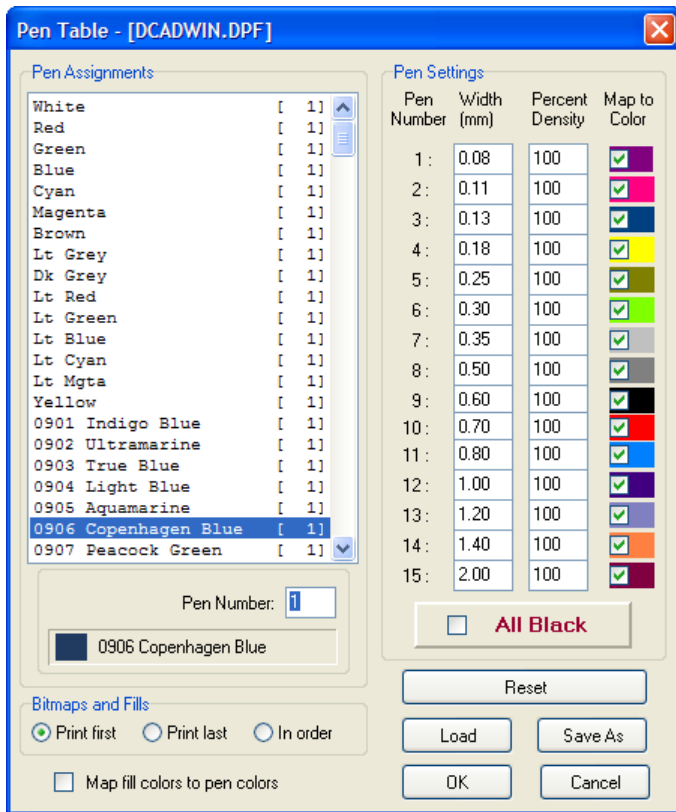 Pen Table - [DCADWIN.DPF]
Pen Assignments
White [ 1]
Red [ 1]
Green [ 1]
Blue [ 1]
Cyan [ 1]
Magenta [ 1]
Brown [ 1]
Lt Grey [ 1]
Dk Grey [ 1]
Lt Red [ 1]
Lt Green [ 1]
Lt Blue [ 1]
Lt Cyan [ 1]
Lt Mgta [ 1]
Yellow [ 1]
0901 Indigo Blue [ 1]
0902 Ultramarine [ 1]
0903 True Blue [ 1]
0904 Light Blue [ 1]
0905 Aquamarine [ 1]
0906 Copenhagen Blue [ 1]
0907 Peacock Green [ 1]
Pen Number: 1
0906 Copenhagen Blue
Bitmaps and Fills
Print first Print last In order
Map fill colors to pen colors
Pen Settings
Pen Width Percent Map to
Number (mm) Density Color
1 : 0.08 100
2 : 0.11 100
3 : 0.13 100
4 : 0.18 100
5 : 0.25 100
6 : 0.30 100
7 : 0.35 100
8 : 0.50 100
9 : 0.60 100
10 : 0.70 100
11 : 0.80 100
12 : 1.00 100
13 : 1.20 100
14 : 1.40 100
15 : 2.00 100
All Black
Reset
Load Save As
OK Cancel